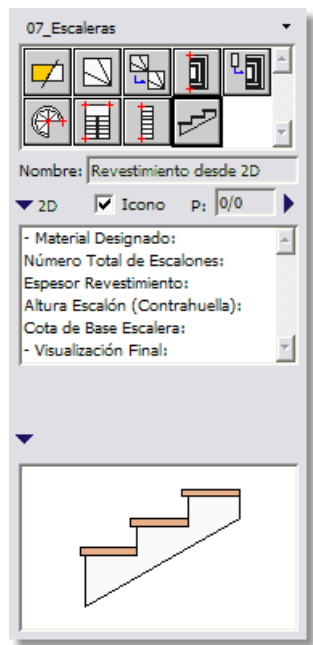 07_Escaleras
Nombre: Revestimiento desde 2D
2D Icono P: 0/0
- Material Designado:
Número Total de Escalones:
Espesor Revestimiento:
Altura Escalón (Contrahuella):
Cota de Base Escalera:
- Visualización Final: